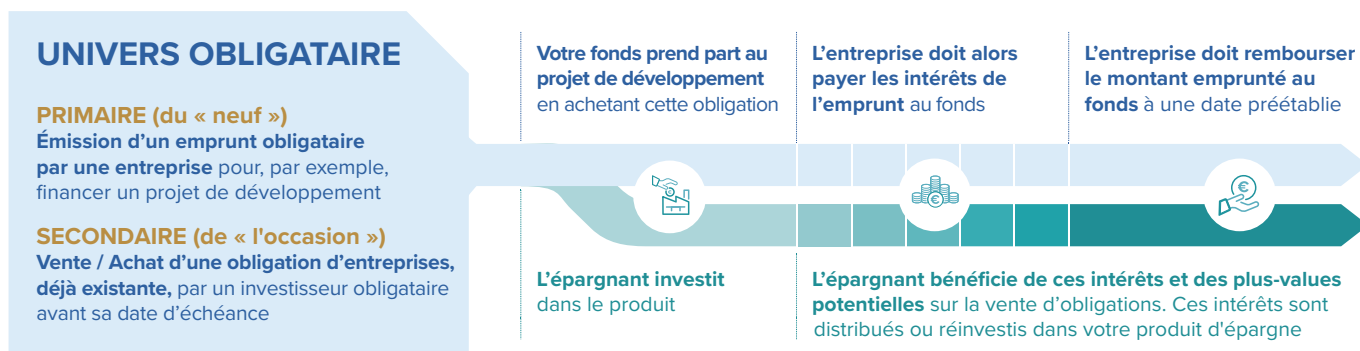 UNIVERS OBLIGATAIRE
PRIMAIRE (du « neuf »)
Émission d’un emprunt obligataire
par une entreprise pour, par exemple,
financer un projet de développement
SECONDAIRE (de « l'occasion »)
Vente / Achat d’une obligation d’entreprises,
déjà existante, par un investisseur obligataire
avant sa date d’échéance
Votre fonds prend part au
projet de développement
en achetant cette obligation
L’entreprise doit alors
payer les intérêts de
l’emprunt au fonds
L’entreprise doit rembourser
le montant emprunté au
fonds à une date préétablie
€
€
L’épargnant investit
dans le produit
L’épargnant bénéficie de ces intérêts et des plus-values
potentielles sur la vente d’obligations. Ces intérêts sont
distribués ou réinvestis dans votre produit d'épargne